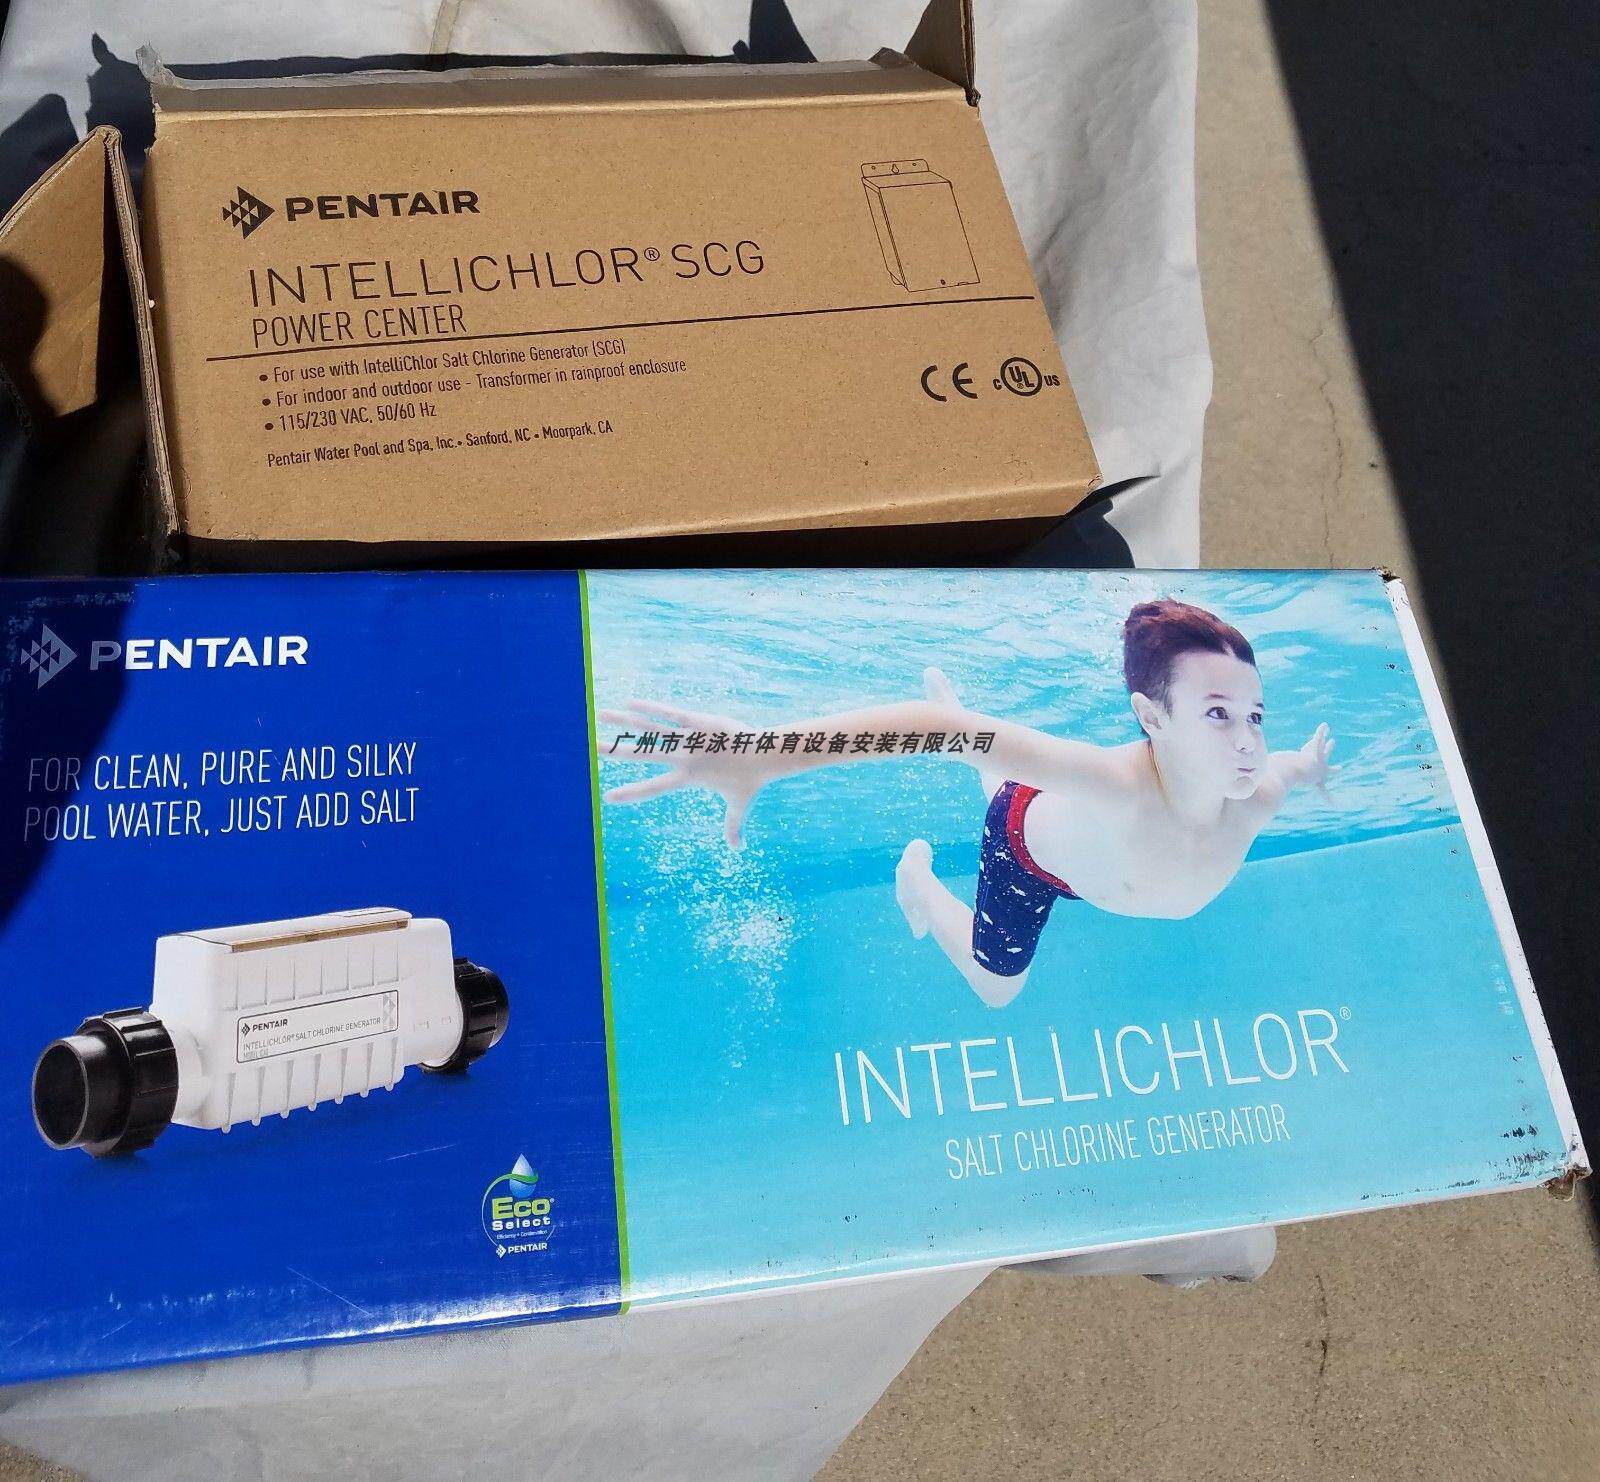 PENTAIR
INTELLICHLOR® SCG
POWER CENTER
• For use with IntelliChlor Salt Chlorine Generator (SCG)
• For indoor and outdoor use - Transformer in rainproof enclosure
• 115/230 VAC, 50/60 Hz
Pentair Water Pool and Spa, Inc. • Sanford, NC • Moorpark, CA
CE
C UL US
PENTAIR
FOR CLEAN, PURE AND SILKY
POOL WATER, JUST ADD SALT
广州市华泳轩体育设备安装有限公司
PENTAIR
INTELLICHLOR® SALT CHLORINE GENERATOR
INTELLICHLOR®
SALT CHLORINE GENERATOR
Eco
Select
Efficiency + Conservation
PENTAIR